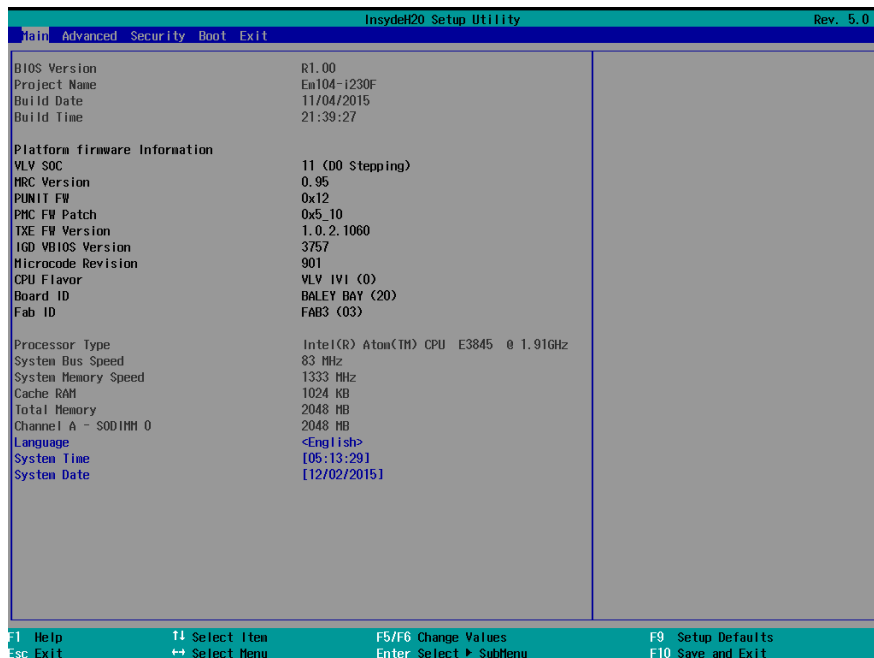 InsydeH20 Setup Utility Rev. 5.0
Main Advanced Security Boot Exit
BIOS Version R1.00
Project Name Em104-i230F
Build Date 11/04/2015
Build Time 21:39:27
Platform firmware Information
VLV SOC 11 (D0 Stepping)
MRC Version 0.95
PUNIT FW 0x12
PMC FW Patch 0x5_10
TXE FW Version 1.0.2.1060
IGD VBIOS Version 3757
Microcode Revision 901
CPU Flavor VLV IVI (0)
Board ID BALEY BAY (20)
Fab ID FAB3 (03)
Processor Type Intel(R) Atom(TM) CPU E3845 @ 1.91GHz
System Bus Speed 83 MHz
System Memory Speed 1333 MHz
Cache RAM 1024 KB
Total Memory 2048 MB
Channel A - SODIMM 0 2048 MB
Language <English>
System Time [05:13:29]
System Date [12/02/2015]
F1 Help ↑↓ Select Item F5/F6 Change Values F9 Setup Defaults
Esc Exit ↔ Select Menu Enter Select ▶ SubMenu F10 Save and Exit